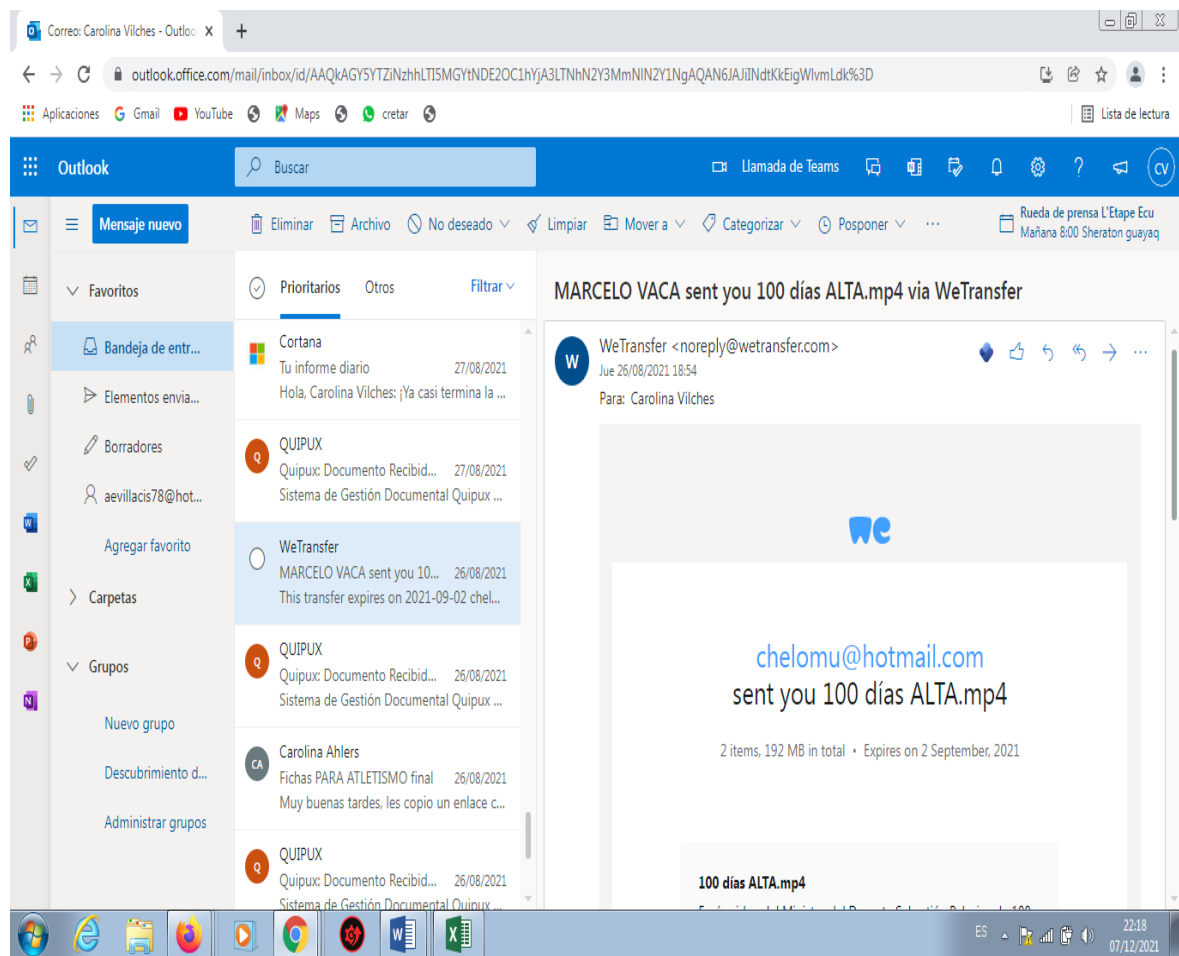 Correo: Carolina Vilches - Outloo
outlook.office.com/mail/inbox/id/
Aplicaciones Gmail YouTube Maps cretar Lista de lectura
Outlook Buscar Llamada de Teams CV
Mensaje nuevo Eliminar Archivo No deseado Limpiar Mover a Categorizar Posponer ...
Rueda de prensa L'Etape Ecu
Mañana 8:00 Sheraton guayaq
Favoritos
Bandeja de entr...
Elementos envia...
Borradores
aevillacis78@hot...
Agregar favorito
Carpetas
Grupos
Nuevo grupo
Descubrimiento d...
Administrar grupos
Prioritarios Otros Filtrar
Cortana
Tu informe diario 27/08/2021
Hola, Carolina Vilches: ¡Ya casi termina la ...
Q
QUIPUX
Quipux: Documento Recibid... 27/08/2021
Sistema de Gestión Documental Quipux ...
WeTransfer
MARCELO VACA sent you 10... 26/08/2021
This transfer expires on 2021-09-02 chel...
Q
QUIPUX
Quipux: Documento Recibid... 26/08/2021
Sistema de Gestión Documental Quipux ...
CA
Carolina Ahlers
Fichas PARA ATLETISMO final 26/08/2021
Muy buenas tardes, les copio un enlace c...
Q
QUIPUX
Quipux: Documento Recibid... 26/08/2021
Sistema de Gestión Documental Quipux ...
MARCELO VACA sent you 100 días ALTA.mp4 via WeTransfer
W
WeTransfer <noreply@wetransfer.com>
Jue 26/08/2021 18:54
Para: Carolina Vilches
we
chelomu@hotmail.com
sent you 100 días ALTA.mp4
2 items, 192 MB in total • Expires on 2 September, 2021
100 días ALTA.mp4
ES 22:18
07/12/2021